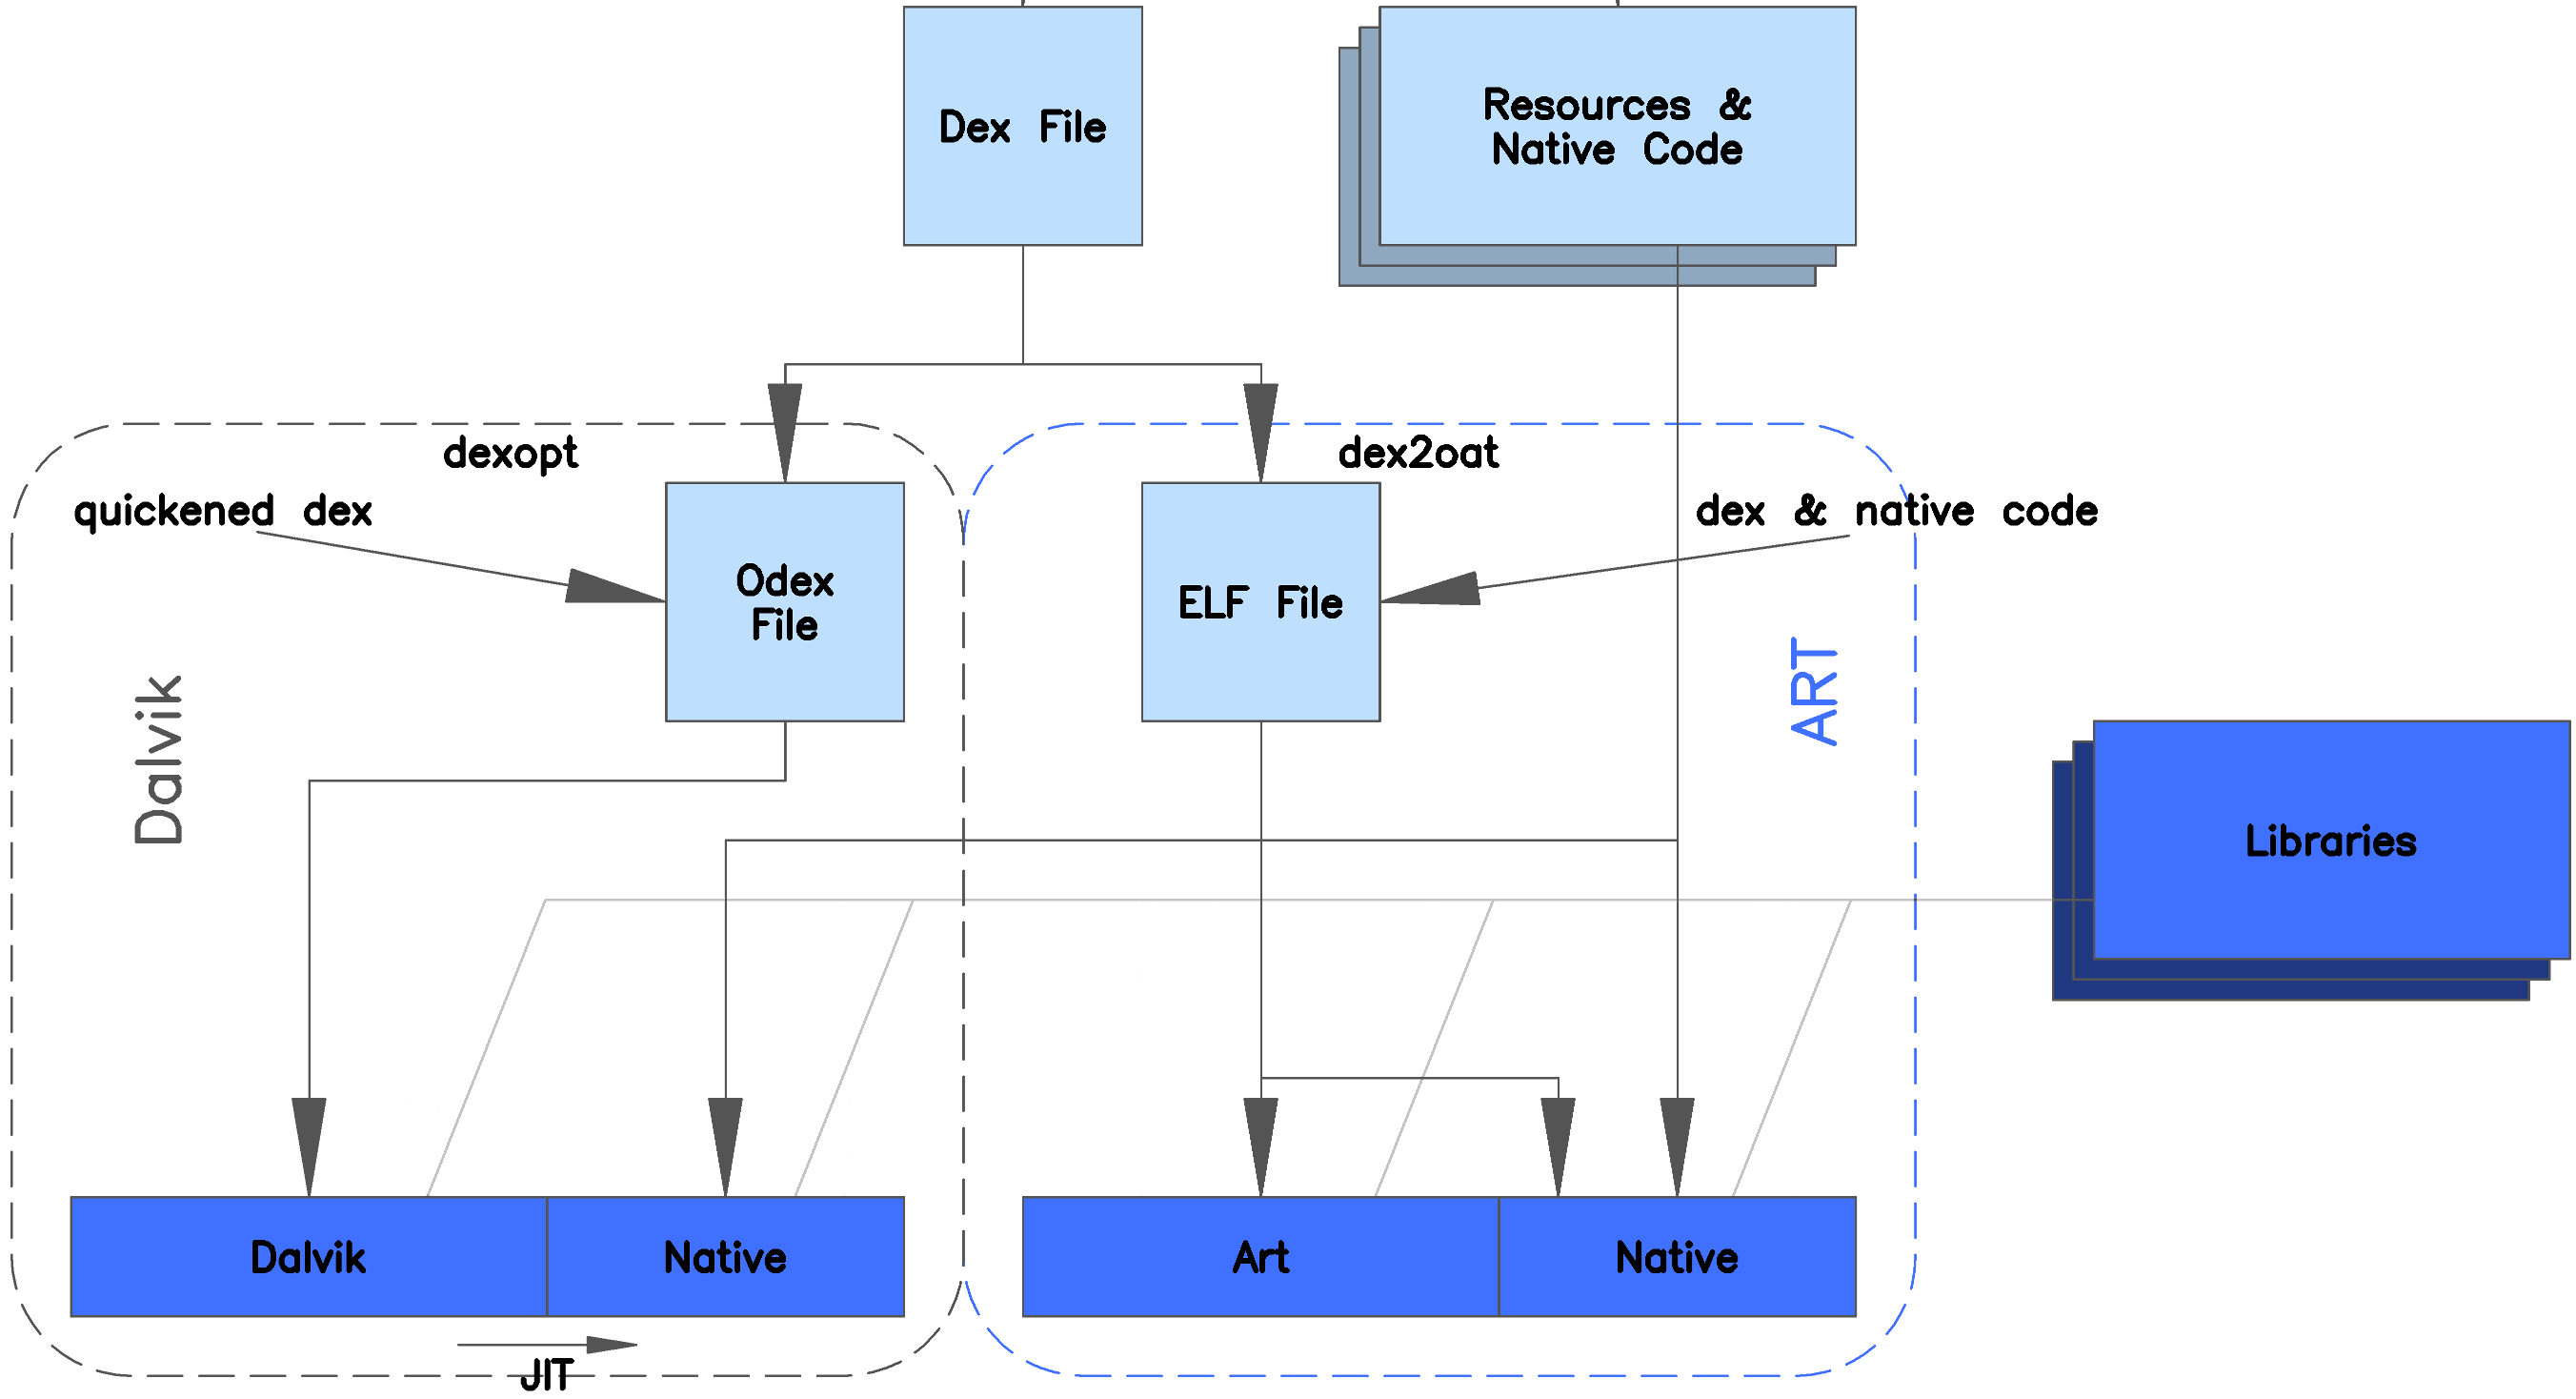 Dex File
Resources &
Native Code
dexopt
dex2oat
quickened dex
dex & native code
Odex
File
ELF File
Dalvik
ART
Libraries
Dalvik
Native
Art
Native
JIT